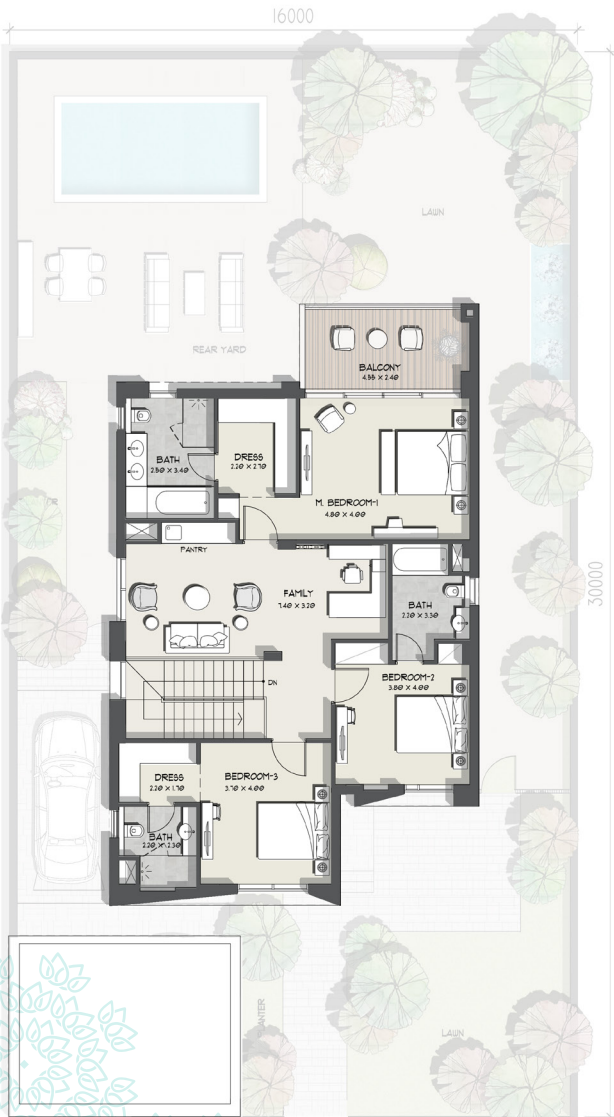 16000
LAWN
REAR YARD
BALCONY
4.55 X 2.40
BATH
2.50 X 3.40
DRESS
2.20 X 2.70
M. BEDROOM-1
4.80 X 4.00
PANTRY
FAMILY
7.40 X 3.20
BATH
2.20 X 3.30
30000
DN
BEDROOM-2
3.80 X 4.00
DRESS
2.20 X 1.70
BEDROOM-3
3.70 X 4.00
BATH
2.20 X 2.30
LAWN